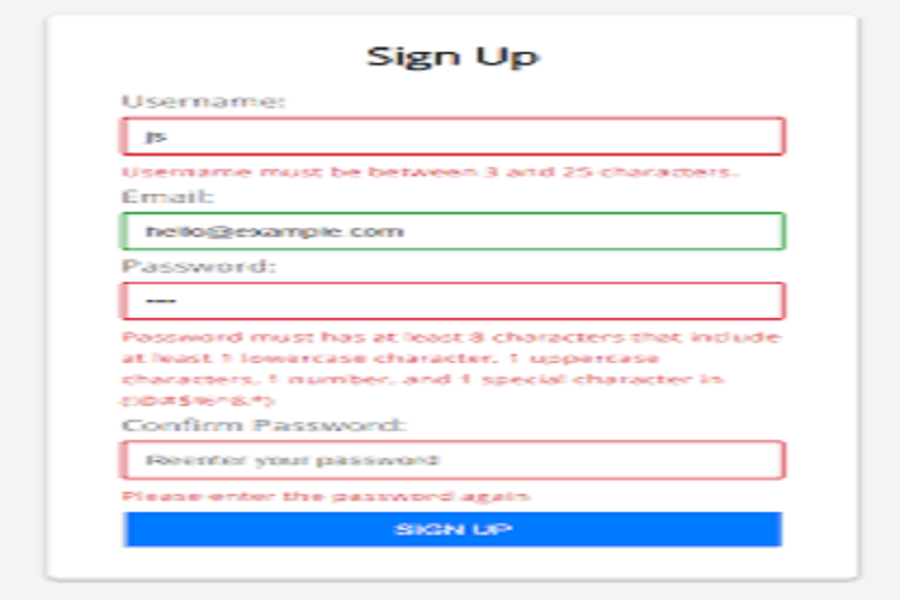 Sign Up
Username:
js
Username must be between 3 and 25 characters.
Email:
hello@example.com
Password:
Password must has at least 8 characters that include
at least 1 lowercase character, 1 uppercase
characters, 1 number, and 1 special character in
(!@#$%^&*)
Confirm Password:
Reenter your password
Please enter the password again
SIGN UP